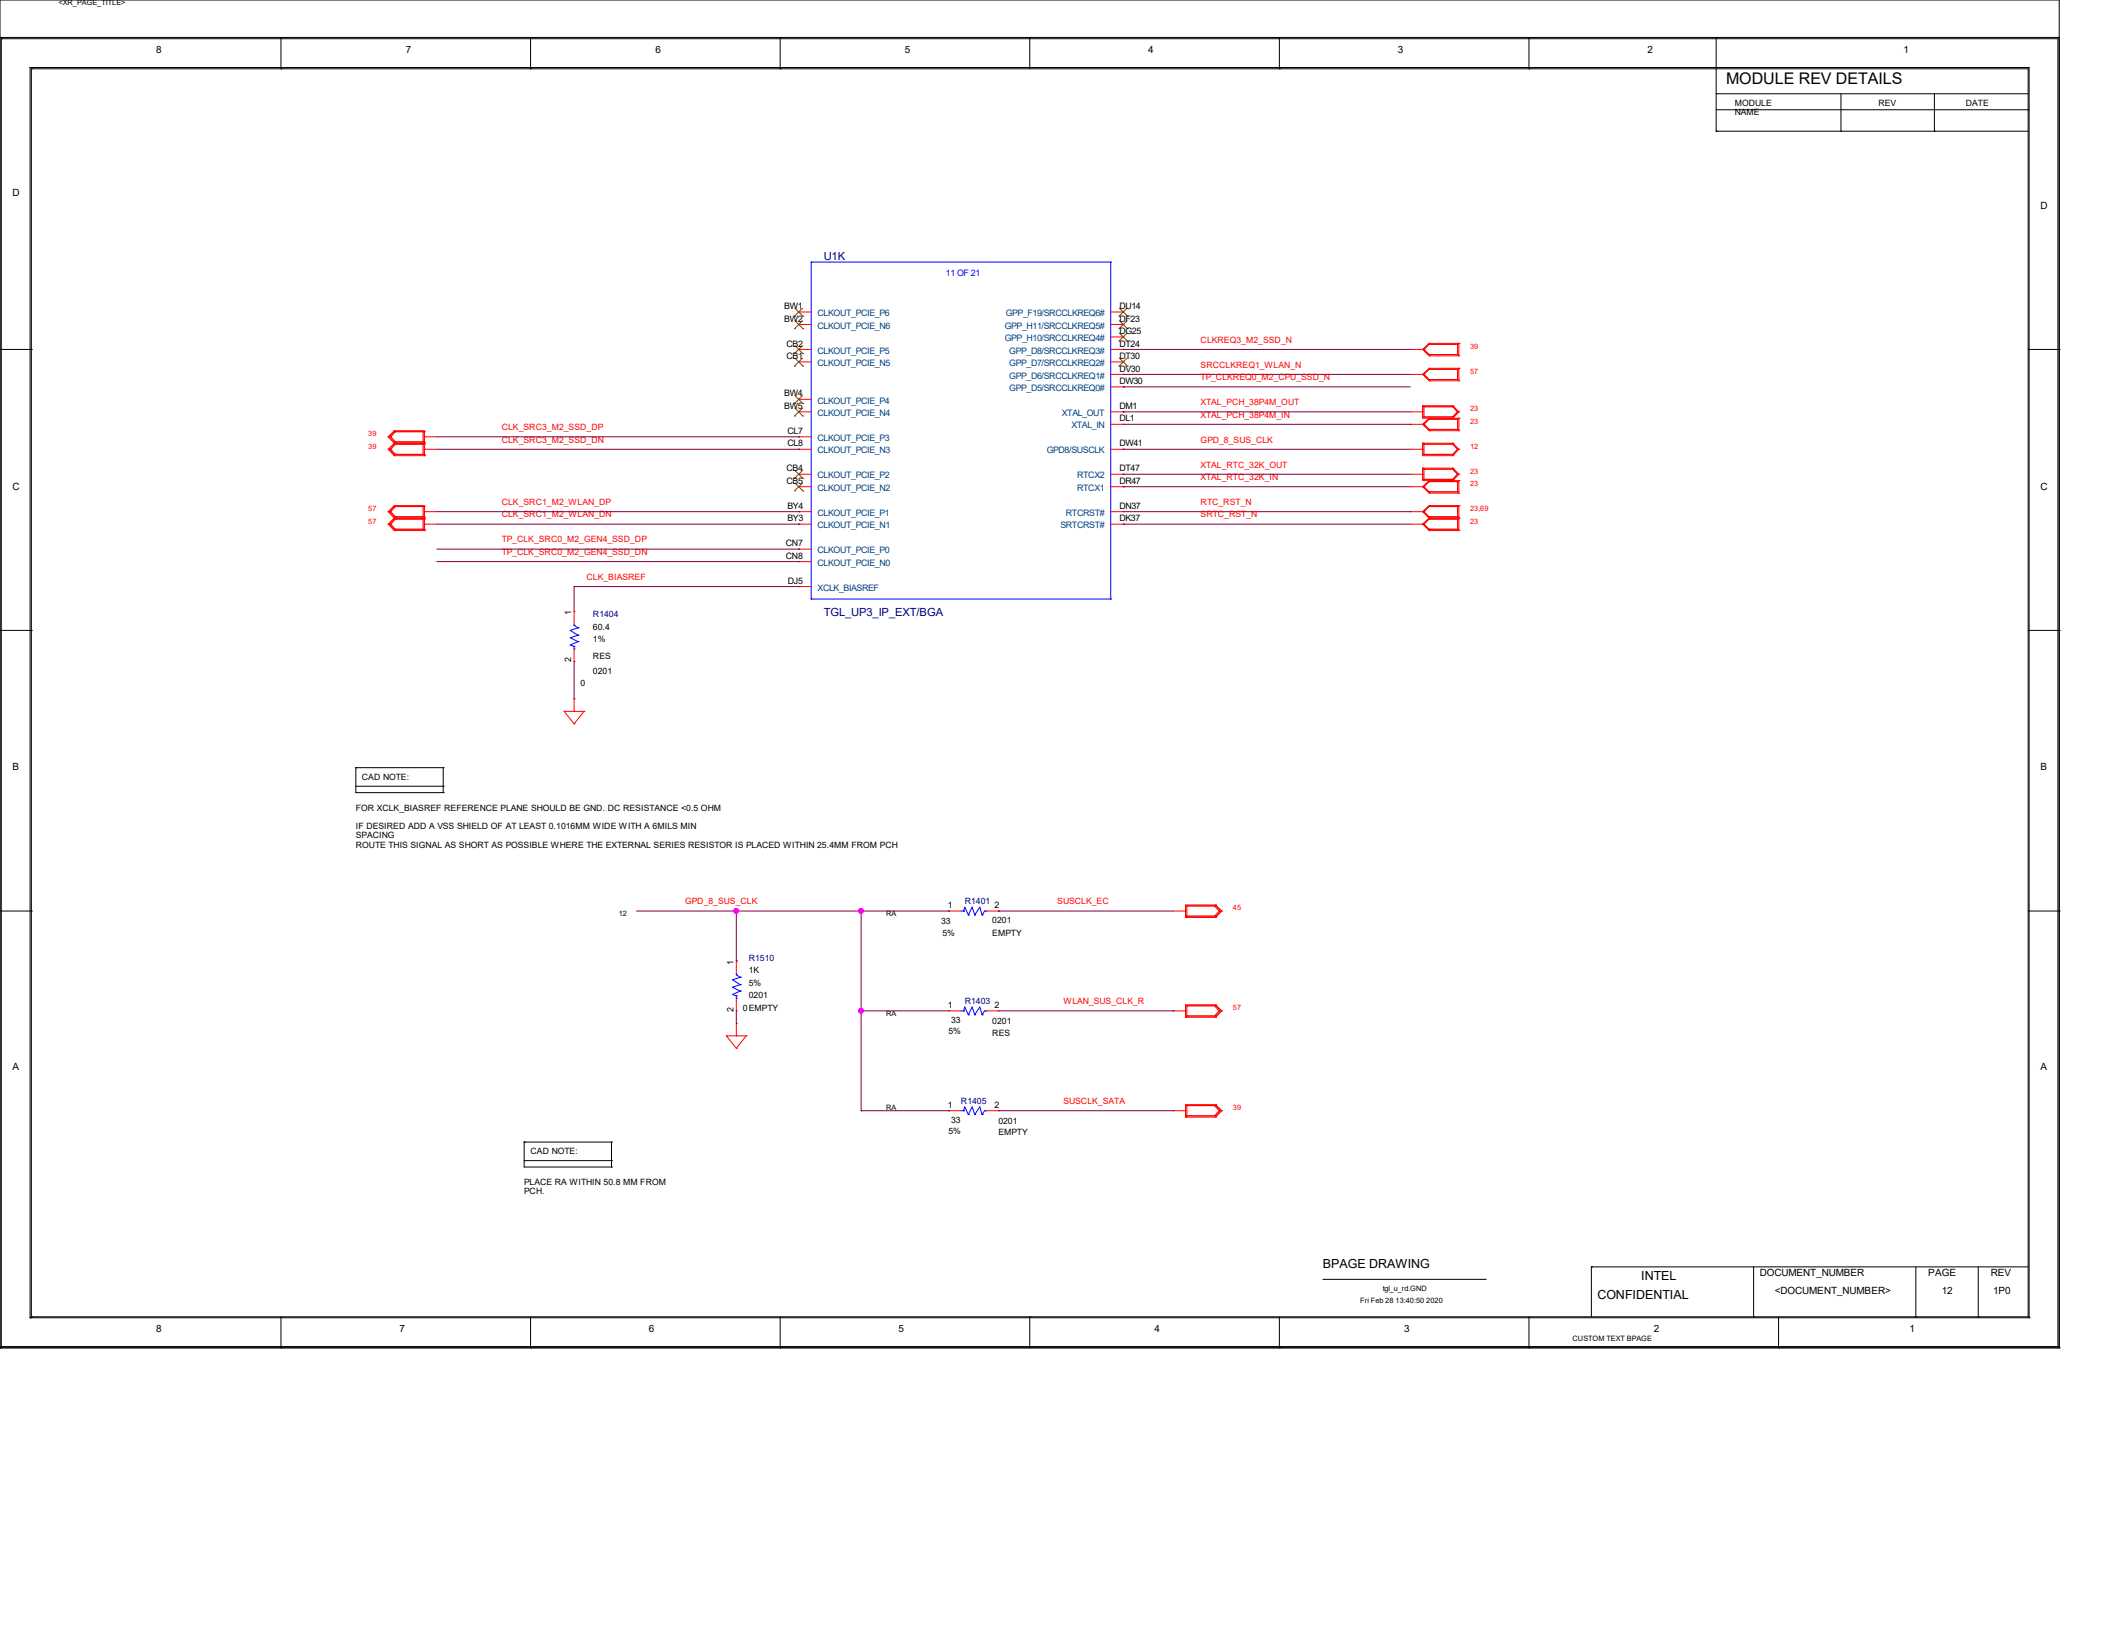 <XR_PAGE_TITLE>
8 7 6 5 4 3 2 1
MODULE REV DETAILS
MODULE NAME REV DATE
D D
U1K
11 OF 21
BW1 CLKOUT_PCIE_P6 GPP_F19/SRCCLKREQ6# DU14
BW2 CLKOUT_PCIE_N6 GPP_H11/SRCCLKREQ5# DF23
GPP_H10/SRCCLKREQ4# DG25
CB2 CLKOUT_PCIE_P5 GPP_D8/SRCCLKREQ3# DT24 CLKREQ3_M2_SSD_N 39
CB1 CLKOUT_PCIE_N5 GPP_D7/SRCCLKREQ2# DT30
GPP_D6/SRCCLKREQ1# DV30 SRCCLKREQ1_WLAN_N 57
GPP_D5/SRCCLKREQ0# DW30 TP_CLKREQ0_M2_CPU_SSD_N
BW4 CLKOUT_PCIE_P4
BW5 CLKOUT_PCIE_N4 XTAL_OUT DM1 XTAL_PCH_38P4M_OUT 23
XTAL_IN DL1 XTAL_PCH_38P4M_IN 23
39 CLK_SRC3_M2_SSD_DP CL7 CLKOUT_PCIE_P3
39 CLK_SRC3_M2_SSD_DN CL8 CLKOUT_PCIE_N3 GPD8/SUSCLK DW41 GPD_8_SUS_CLK 12
CB4 CLKOUT_PCIE_P2 RTCX2 DT47 XTAL_RTC_32K_OUT 23
CB5 CLKOUT_PCIE_N2 RTCX1 DR47 XTAL_RTC_32K_IN 23
C C
57 CLK_SRC1_M2_WLAN_DP BY4 CLKOUT_PCIE_P1 RTCRST# DN37 RTC_RST_N 23,69
57 CLK_SRC1_M2_WLAN_DN BY3 CLKOUT_PCIE_N1 SRTCRST# DK37 SRTC_RST_N 23
TP_CLK_SRC0_M2_GEN4_SSD_DP CN7 CLKOUT_PCIE_P0
TP_CLK_SRC0_M2_GEN4_SSD_DN CN8 CLKOUT_PCIE_N0
CLK_BIASREF DJ5 XCLK_BIASREF
TGL_UP3_IP_EXT/BGA
1 R1404
60.4
1%
2 RES
0201
0
B B
CAD NOTE:
FOR XCLK_BIASREF REFERENCE PLANE SHOULD BE GND. DC RESISTANCE <0.5 OHM
IF DESIRED ADD A VSS SHIELD OF AT LEAST 0.1016MM WIDE WITH A 6MILS MIN
SPACING
ROUTE THIS SIGNAL AS SHORT AS POSSIBLE WHERE THE EXTERNAL SERIES RESISTOR IS PLACED WITHIN 25.4MM FROM PCH
12 GPD_8_SUS_CLK RA 1 R1401 2 SUSCLK_EC 45
33 0201
5% EMPTY
1 R1510
1K
5%
0201
2 0 EMPTY
RA 1 R1403 2 WLAN_SUS_CLK_R 57
33 0201
5% RES
A A
RA 1 R1405 2 SUSCLK_SATA 39
33 0201
5% EMPTY
CAD NOTE:
PLACE RA WITHIN 50.8 MM FROM
PCH.
BPAGE DRAWING
tgl_u_rd.GND
Fri Feb 28 13:40:50 2020
INTEL
CONFIDENTIAL
DOCUMENT_NUMBER PAGE REV
<DOCUMENT_NUMBER> 12 1P0
8 7 6 5 4 3 2 1
CUSTOM TEXT BPAGE